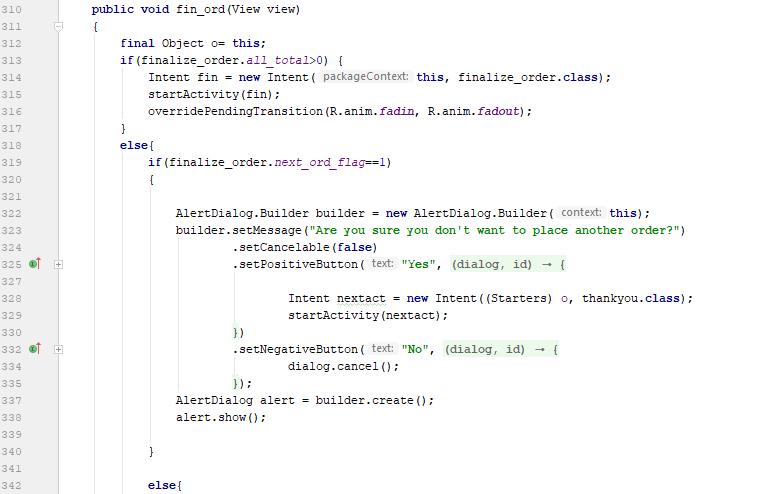 310 public void fin_ord(View view)
311 {
312 final Object o= this;
313 if(finalize_order.all_total>0) {
314 Intent fin = new Intent( packageContext: this, finalize_order.class);
315 startActivity(fin);
316 overridePendingTransition(R.anim.fadin, R.anim.fadout);
317 }
318 else{
319 if(finalize_order.next_ord_flag==1)
320 {
321
322 AlertDialog.Builder builder = new AlertDialog.Builder( context: this);
323 builder.setMessage("Are you sure you don't want to place another order?")
324 .setCancelable(false)
325 .setPositiveButton( text: "Yes", (dialog, id) → {
327
328 Intent nextact = new Intent((Starters) o, thankyou.class);
329 startActivity(nextact);
330 })
332 .setNegativeButton( text: "No", (dialog, id) → {
334 dialog.cancel();
335 });
337 AlertDialog alert = builder.create();
338 alert.show();
339
340 }
341
342 else{